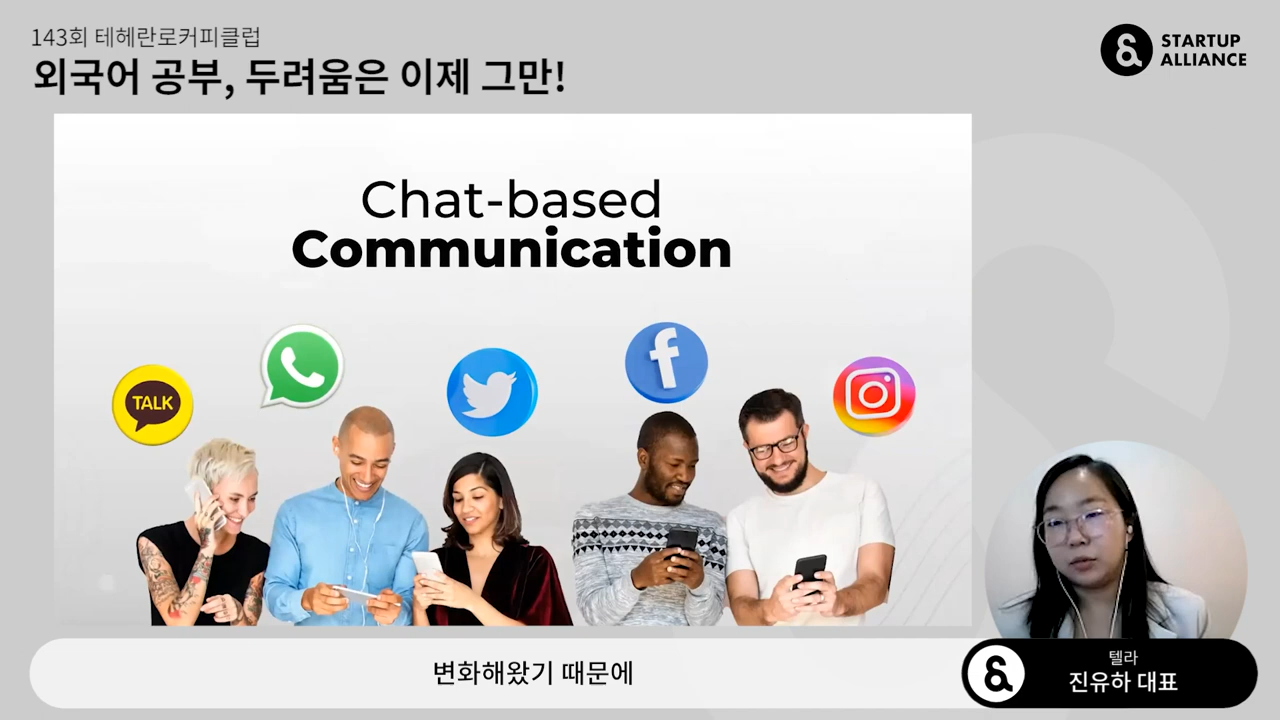 143회 테헤란로커피클럽
외국어 공부, 두려움은 이제 그만!
STARTUP
ALLIANCE
Chat-based
Communication
TALK
변화해왔기 때문에
텔라
진유하 대표